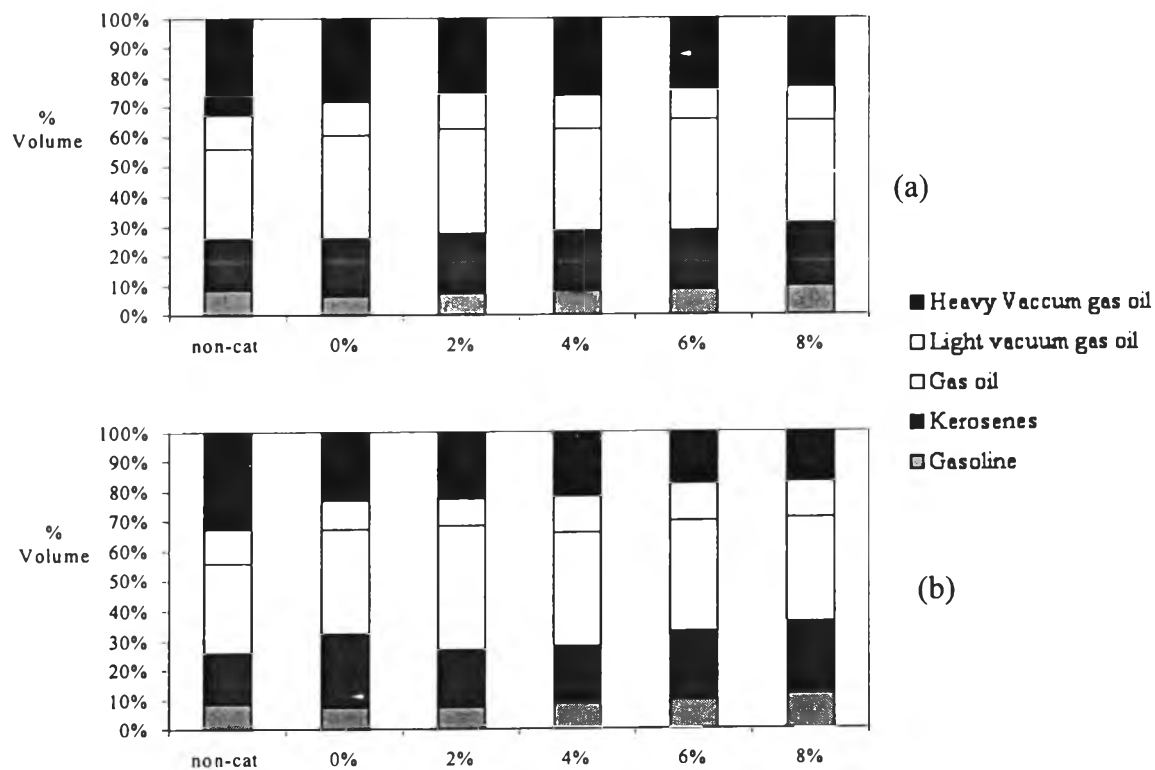 100%
90%
80%
70%
60%
50%
40%
30%
20%
10%
0%
%
Volume
non-cat 0% 2% 4% 6% 8%
(a)
Heavy Vaccum gas oil
Light vacuum gas oil
Gas oil
Kerosenes
Gasoline
100%
90%
80%
70%
60%
50%
40%
30%
20%
10%
0%
%
Volume
non-cat 0% 2% 4% 6% 8%
(b)